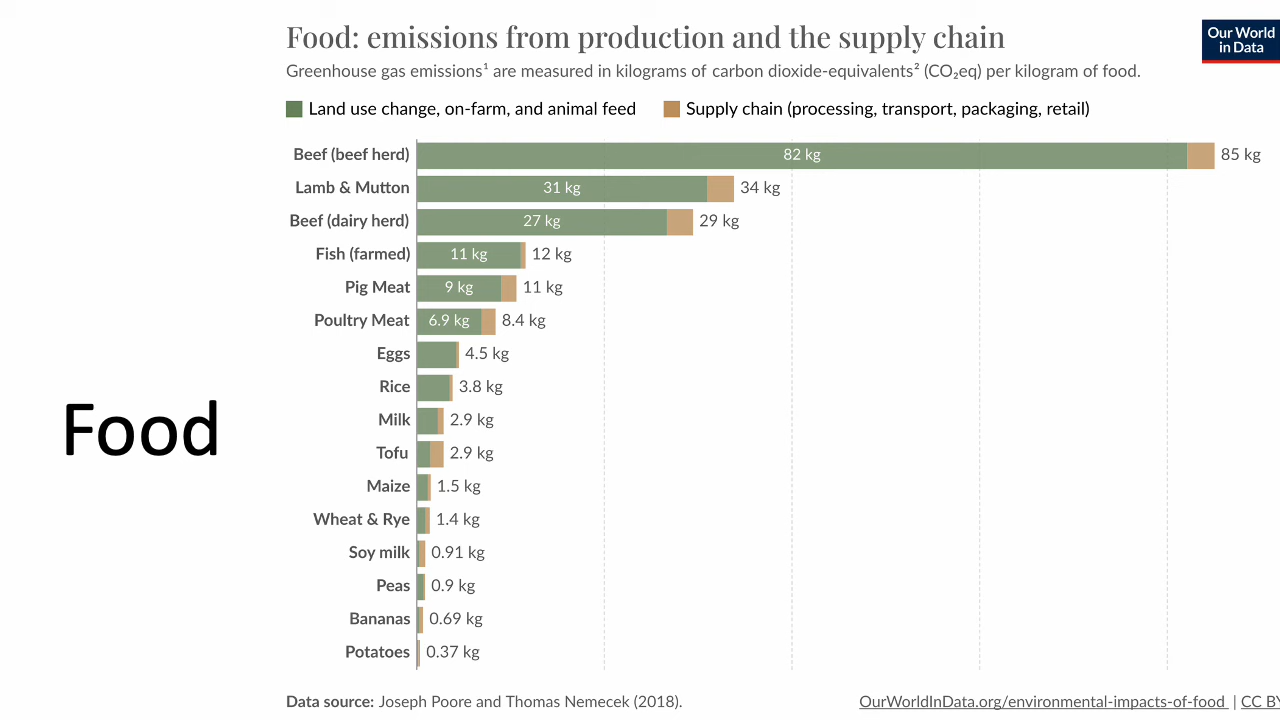 Food: emissions from production and the supply chain
Our World
in Data
Greenhouse gas emissions¹ are measured in kilograms of carbon dioxide-equivalents² (CO₂eq) per kilogram of food.
Land use change, on-farm, and animal feed
Supply chain (processing, transport, packaging, retail)
Beef (beef herd) 82 kg 85 kg
Lamb & Mutton 31 kg 34 kg
Beef (dairy herd) 27 kg 29 kg
Fish (farmed) 11 kg 12 kg
Pig Meat 9 kg 11 kg
Poultry Meat 6.9 kg 8.4 kg
Eggs 4.5 kg
Rice 3.8 kg
Milk 2.9 kg
Food
Tofu 2.9 kg
Maize 1.5 kg
Wheat & Rye 1.4 kg
Soy milk 0.91 kg
Peas 0.9 kg
Bananas 0.69 kg
Potatoes 0.37 kg
Data source: Joseph Poore and Thomas Nemecek (2018).
OurWorldInData.org/environmental-impacts-of-food | CC BY